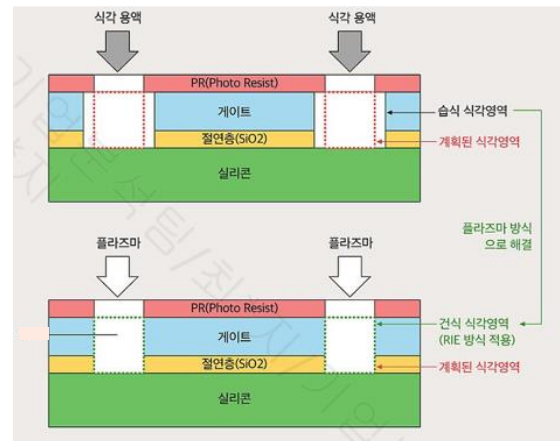 식각 용액 식각 용액
PR(Photo Resist)
게이트
습식 식각영역
절연층(SiO2)
계획된 식각영역
실리콘
플라즈마 방식
으로 해결
플라즈마 플라즈마
PR(Photo Resist)
건식 식각영역
게이트
(RIE 방식 적용)
절연층(SiO2)
계획된 식각영역
실리콘